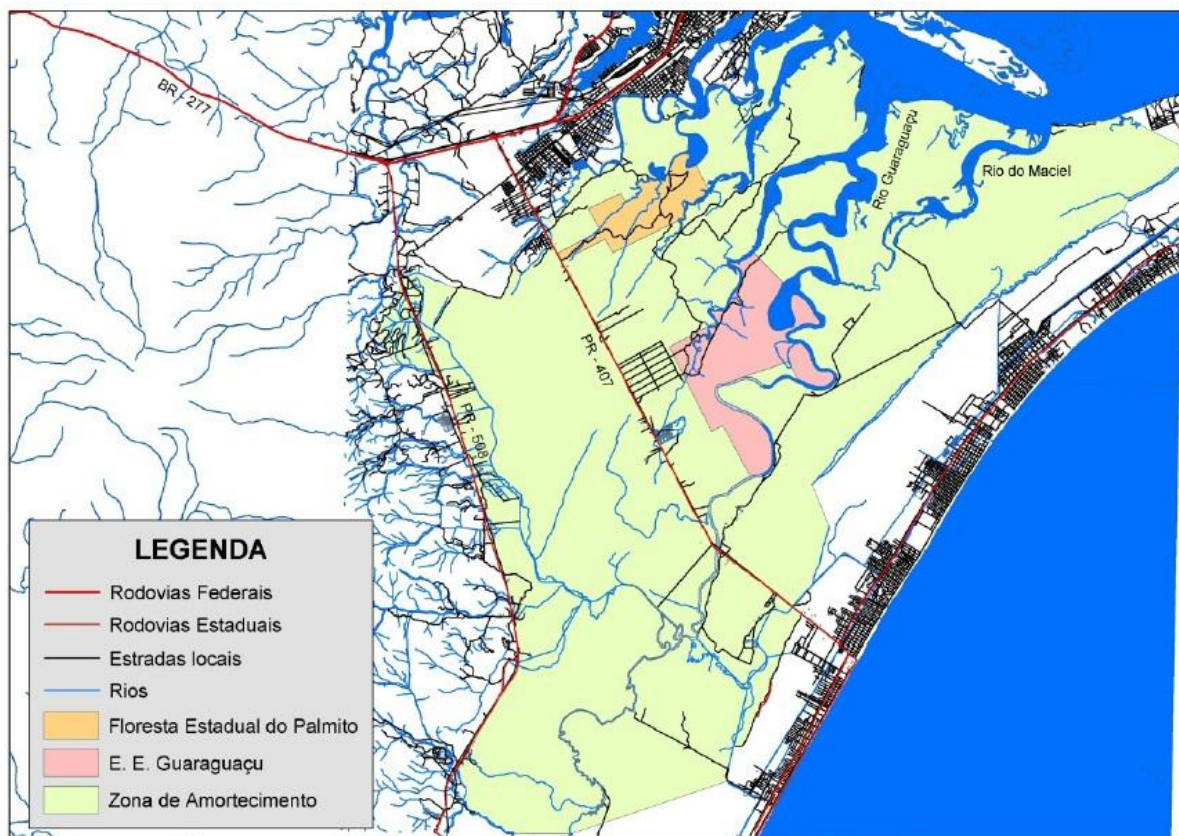 BR - 277
Rio Guaraguaçu
Rio do Maciel
PR - 407
PR - 508
LEGENDA
Rodovias Federais
Rodovias Estaduais
Estradas locais
Rios
Floresta Estadual do Palmito
E. E. Guaraguaçu
Zona de Amortecimento